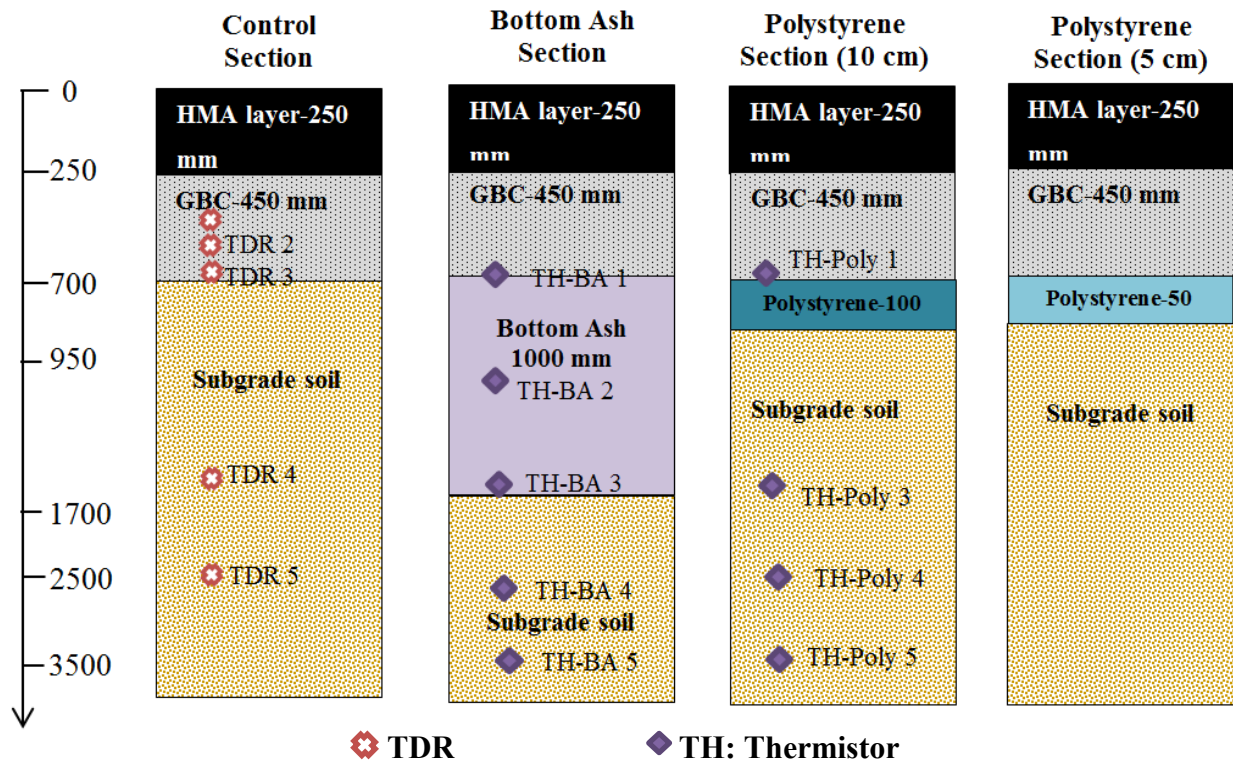 Control
Section
Bottom Ash
Section
Polystyrene
Section (10 cm)
Polystyrene
Section (5 cm)
0
250
700
950
1700
2500
3500
HMA layer-250
mm
GBC-450 mm
TDR 2
TDR 3
Subgrade soil
TDR 4
TDR 5
HMA layer-250
mm
GBC-450 mm
TH-BA 1
Bottom Ash
1000 mm
TH-BA 2
TH-BA 3
TH-BA 4
Subgrade soil
TH-BA 5
HMA layer-250
mm
GBC-450 mm
TH-Poly 1
Polystyrene-100
Subgrade soil
TH-Poly 3
TH-Poly 4
TH-Poly 5
HMA layer-250
mm
GBC-450 mm
Polystyrene-50
Subgrade soil
TDR
TH: Thermistor